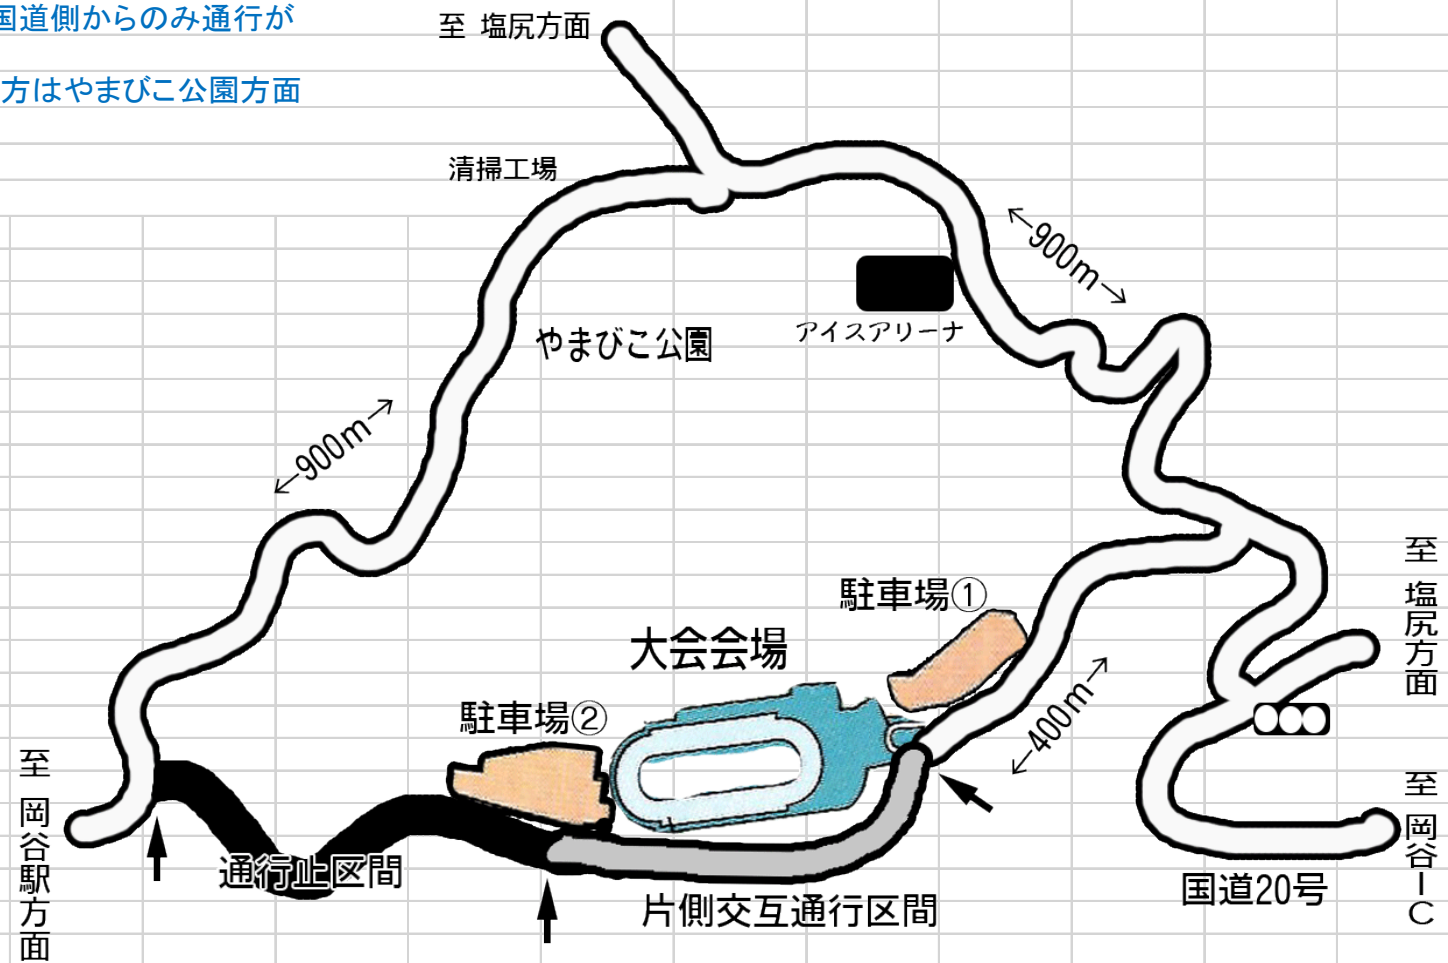 国道側からのみ通行が
方はやまびこ公園方面
至 塩尻方面
清掃工場
←900m→
アイスアリーナ
やまびこ公園
←900m→
至 塩尻方面
駐車場①
大会会場
←400m→
駐車場②
至 岡谷駅方面
至 岡谷IC
通行止区間
国道20号
片側交互通行区間